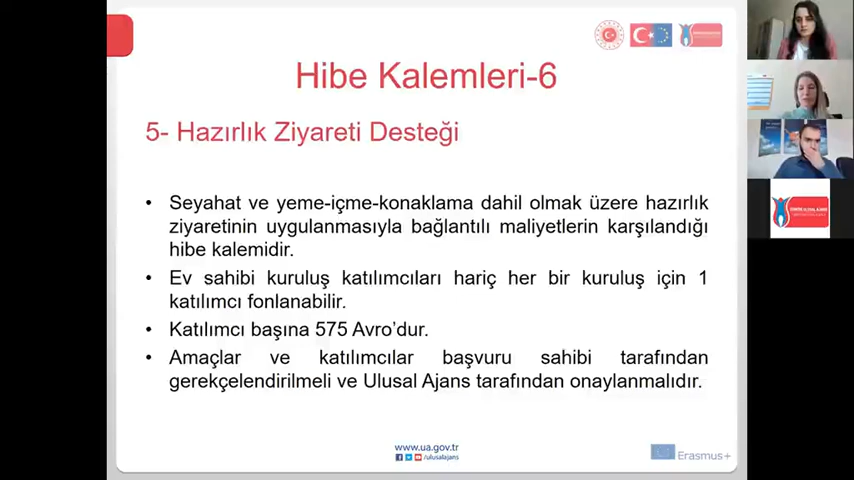 Hibe Kalemleri-6
5- Hazırlık Ziyareti Desteği
• Seyahat ve yeme-içme-konaklama dahil olmak üzere hazırlık
ziyaretinin uygulanmasıyla bağlantılı maliyetlerin karşılandığı
hibe kalemidir.
• Ev sahibi kuruluş katılımcıları hariç her bir kuruluş için 1
katılımcı fonlanabilir.
• Katılımcı başına 575 Avro’dur.
• Amaçlar ve katılımcılar başvuru sahibi tarafından
gerekçelendirilmeli ve Ulusal Ajans tarafından onaylanmalıdır.
www.ua.gov.tr
/ulusalajans
Erasmus+